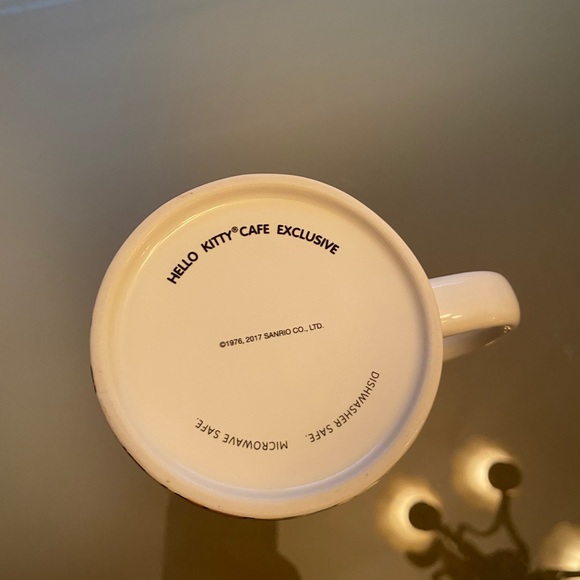 HELLO KITTY® CAFE EXCLUSIVE
©1976, 2017 SANRIO CO., LTD.
DISHWASHER SAFE.
MICROWAVE SAFE.